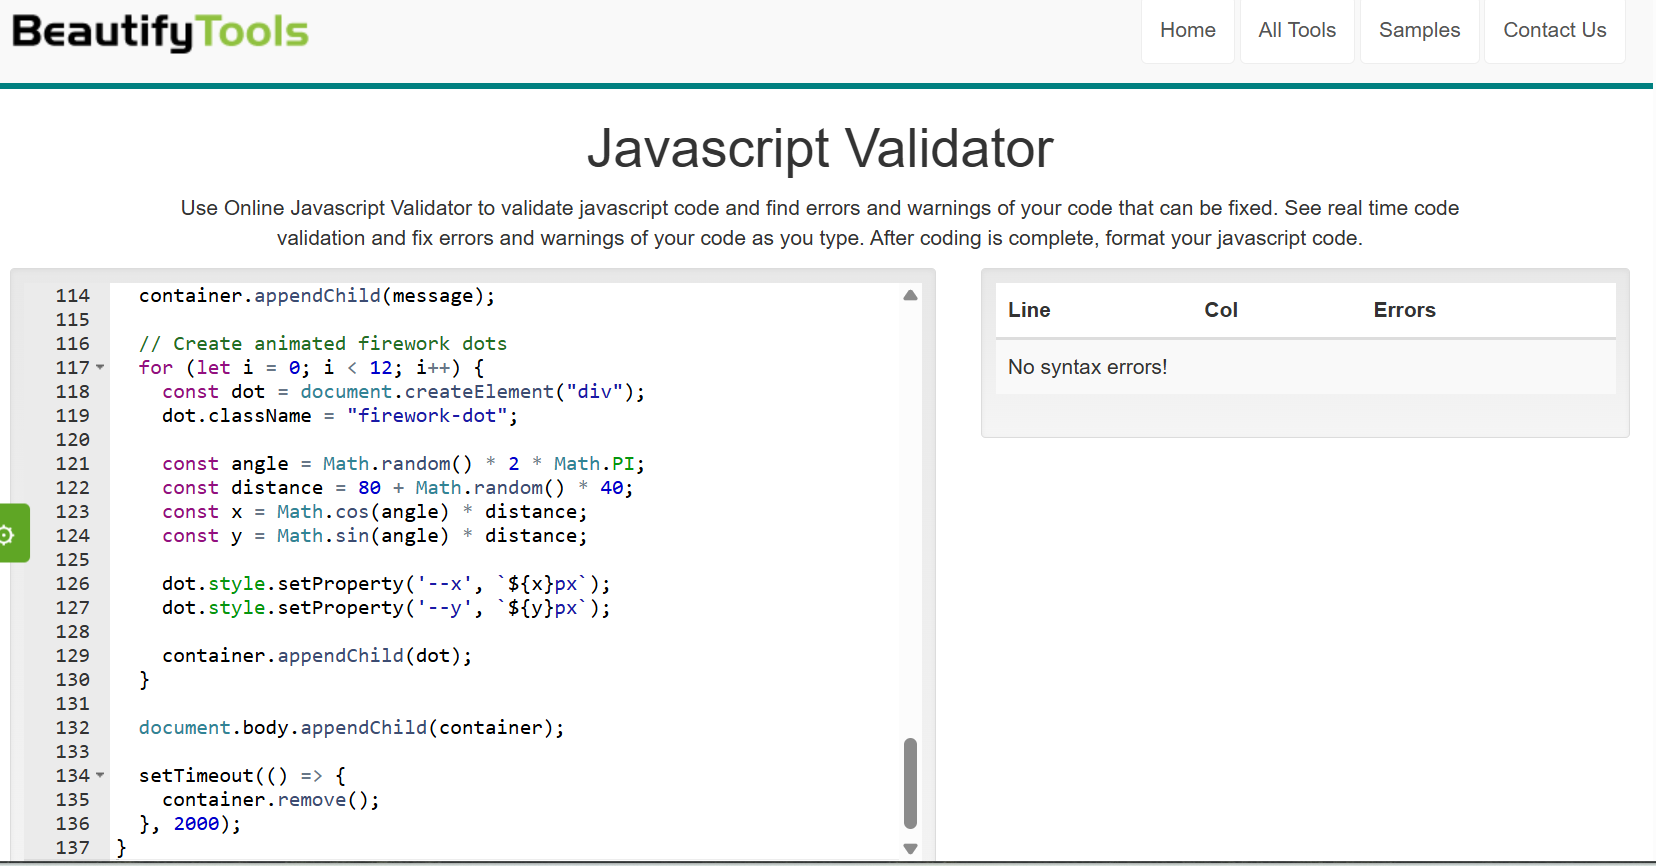 BeautifyTools
Home
All Tools
Samples
Contact Us
Javascript Validator
Use Online Javascript Validator to validate javascript code and find errors and warnings of your code that can be fixed. See real time code
validation and fix errors and warnings of your code as you type. After coding is complete, format your javascript code.
114   container.appendChild(message);
115
116   // Create animated firework dots
117   for (let i = 0; i < 12; i++) {
118     const dot = document.createElement("div");
119     dot.className = "firework-dot";
120
121     const angle = Math.random() * 2 * Math.PI;
122     const distance = 80 + Math.random() * 40;
123     const x = Math.cos(angle) * distance;
124     const y = Math.sin(angle) * distance;
125
126     dot.style.setProperty('--x', `${x}px`);
127     dot.style.setProperty('--y', `${y}px`);
128
129     container.appendChild(dot);
130   }
131
132   document.body.appendChild(container);
133
134   setTimeout(() => {
135     container.remove();
136   }, 2000);
137 }
Line Col Errors
No syntax errors!